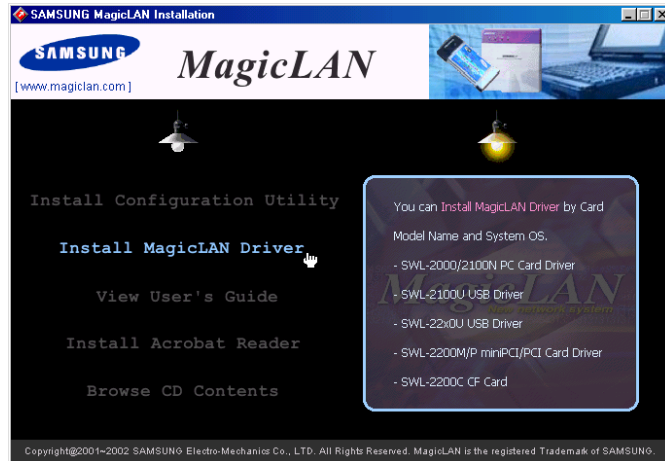 SAMSUNG MagicLAN Installation
SAMSUNG
MagicLAN
[ www.magiclan.com ]
Install Configuration Utility
Install MagicLAN Driver
View User's Guide
Install Acrobat Reader
Browse CD Contents
You can Install MagicLAN Driver by Card
Model Name and System OS.
- SWL-2000/2100N PC Card Driver
- SWL-2100U USB Driver
- SWL-22x0U USB Driver
- SWL-2200M/P miniPCI/PCI Card Driver
- SWL-2200C CF Card
MagicLAN
New network system
Copyright@2001~2002 SAMSUNG Electro-Mechanics Co., LTD. All Rights Reserved. MagicLAN is the registered Trademark of SAMSUNG.